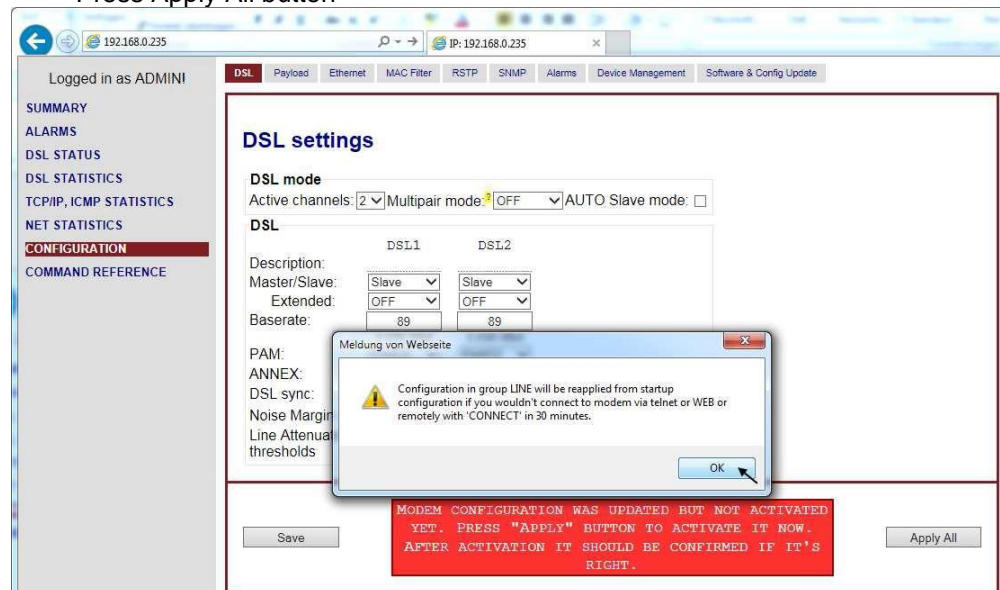 Press Apply All button
192.168.0.235
IP: 192.168.0.235
Logged in as ADMIN!
DSL Payload Ethernet MAC Filter RSTP SNMP Alarms Device Management Software & Config Update
SUMMARY
ALARMS
DSL STATUS
DSL STATISTICS
TCP/IP, ICMP STATISTICS
NET STATISTICS
CONFIGURATION
COMMAND REFERENCE
DSL settings
DSL mode
Active channels: 2 Multipair mode: ? OFF AUTO Slave mode:
DSL
DSL1 DSL2
Description:
Master/Slave: Slave Slave
Extended: OFF OFF
Baserate: 89 89
PAM:
ANNEX:
DSL sync:
Noise Margin
Line Attenuat
thresholds
Meldung von Webseite
Configuration in group LINE will be reapplied from startup
configuration if you wouldn't connect to modem via telnet or WEB or
remotely with 'CONNECT' in 30 minutes.
OK
MODEM CONFIGURATION WAS UPDATED BUT NOT ACTIVATED
YET. PRESS "APPLY" BUTTON TO ACTIVATE IT NOW.
AFTER ACTIVATION IT SHOULD BE CONFIRMED IF IT'S
RIGHT.
Save
Apply All